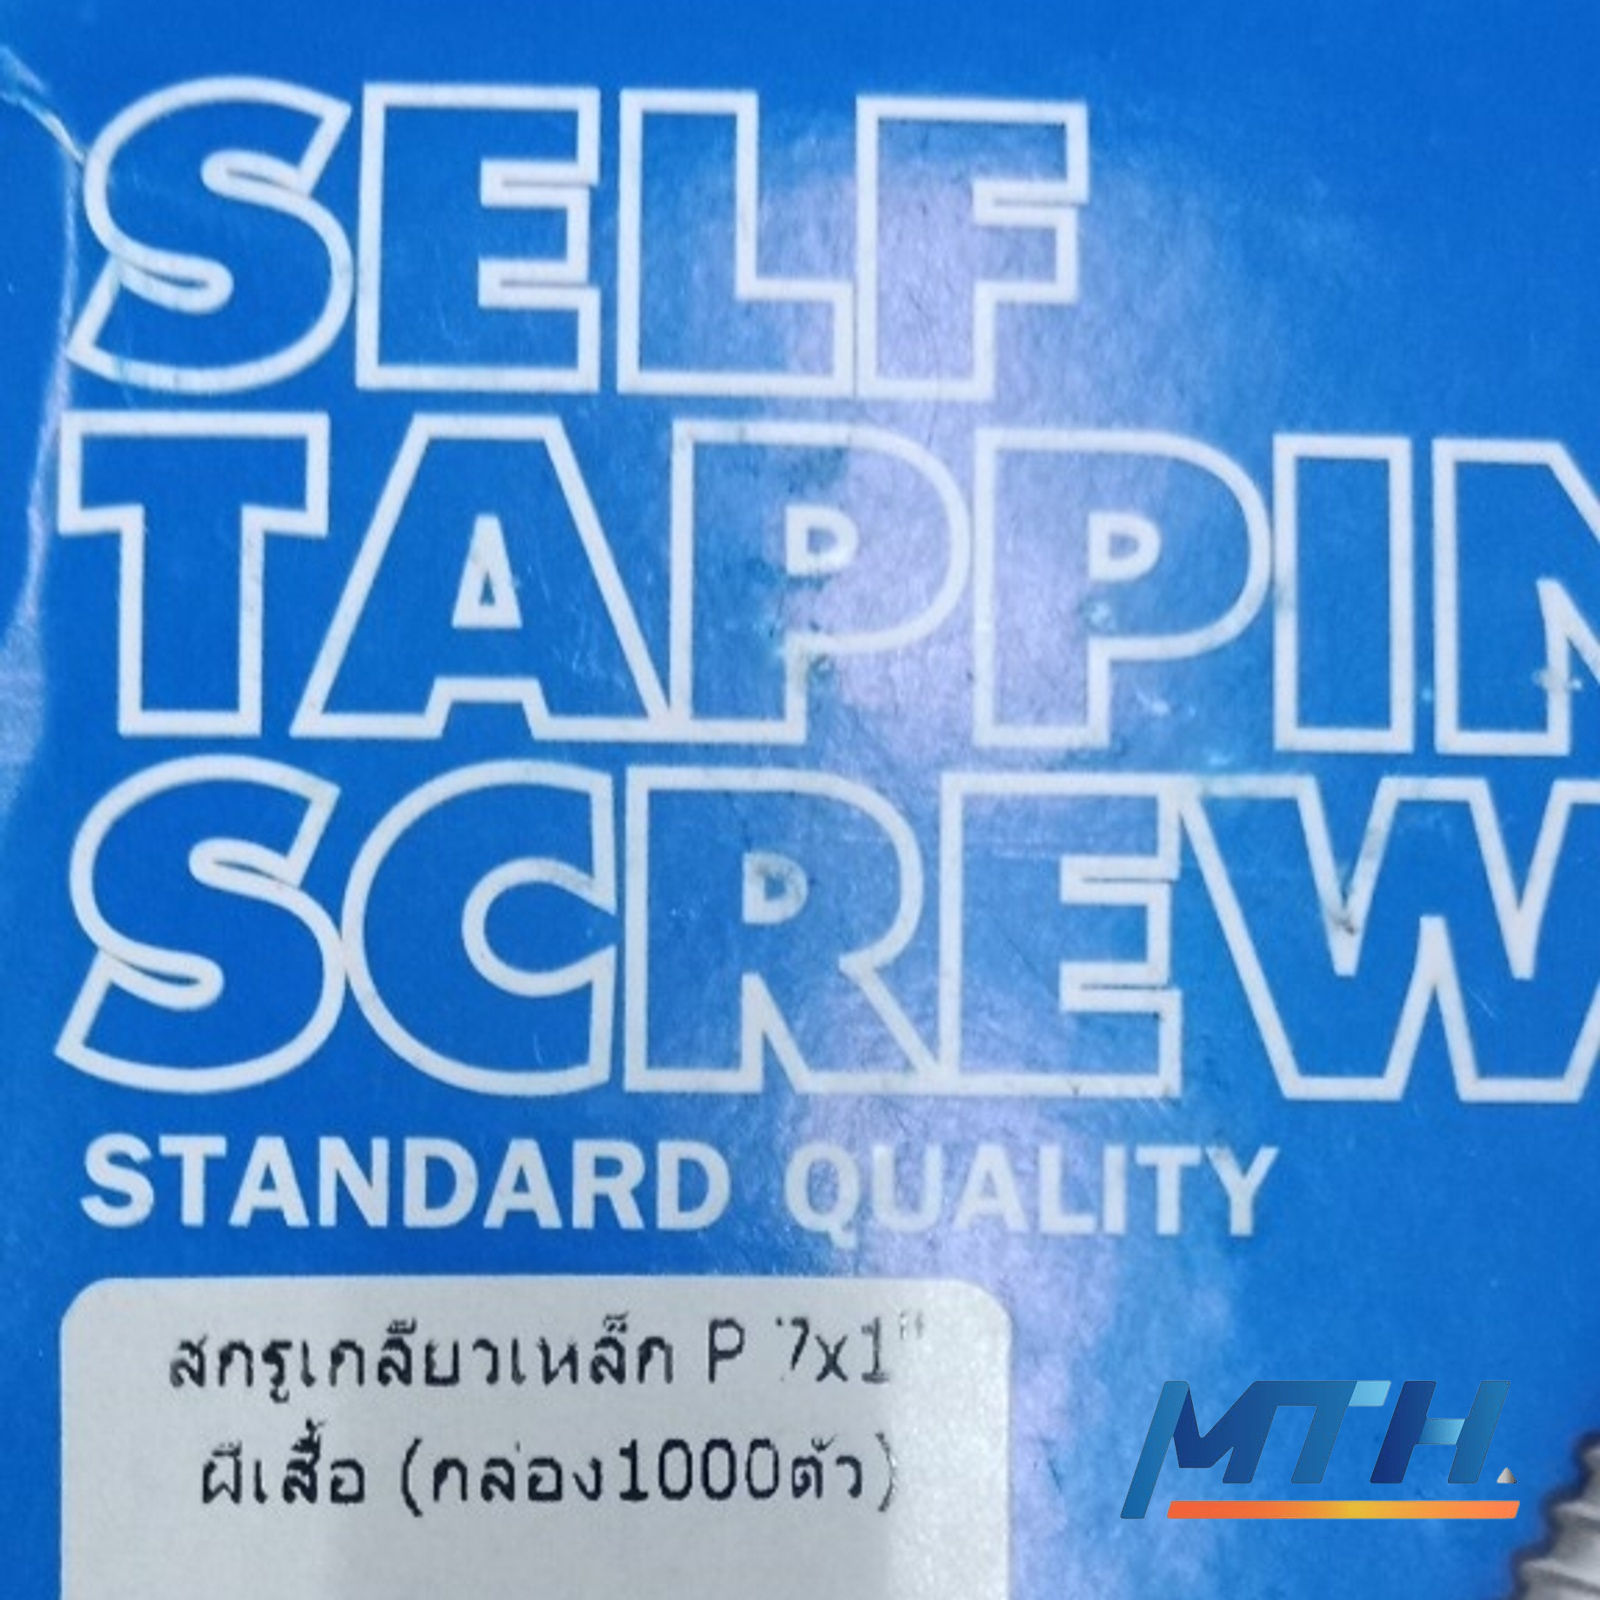 SELF
TAPPIN
SCREW
STANDARD QUALITY
สกรูเกลียวเหล็ก P 7x1"
ผีเสื้อ (กล่อง1000ตัว)
MTH.